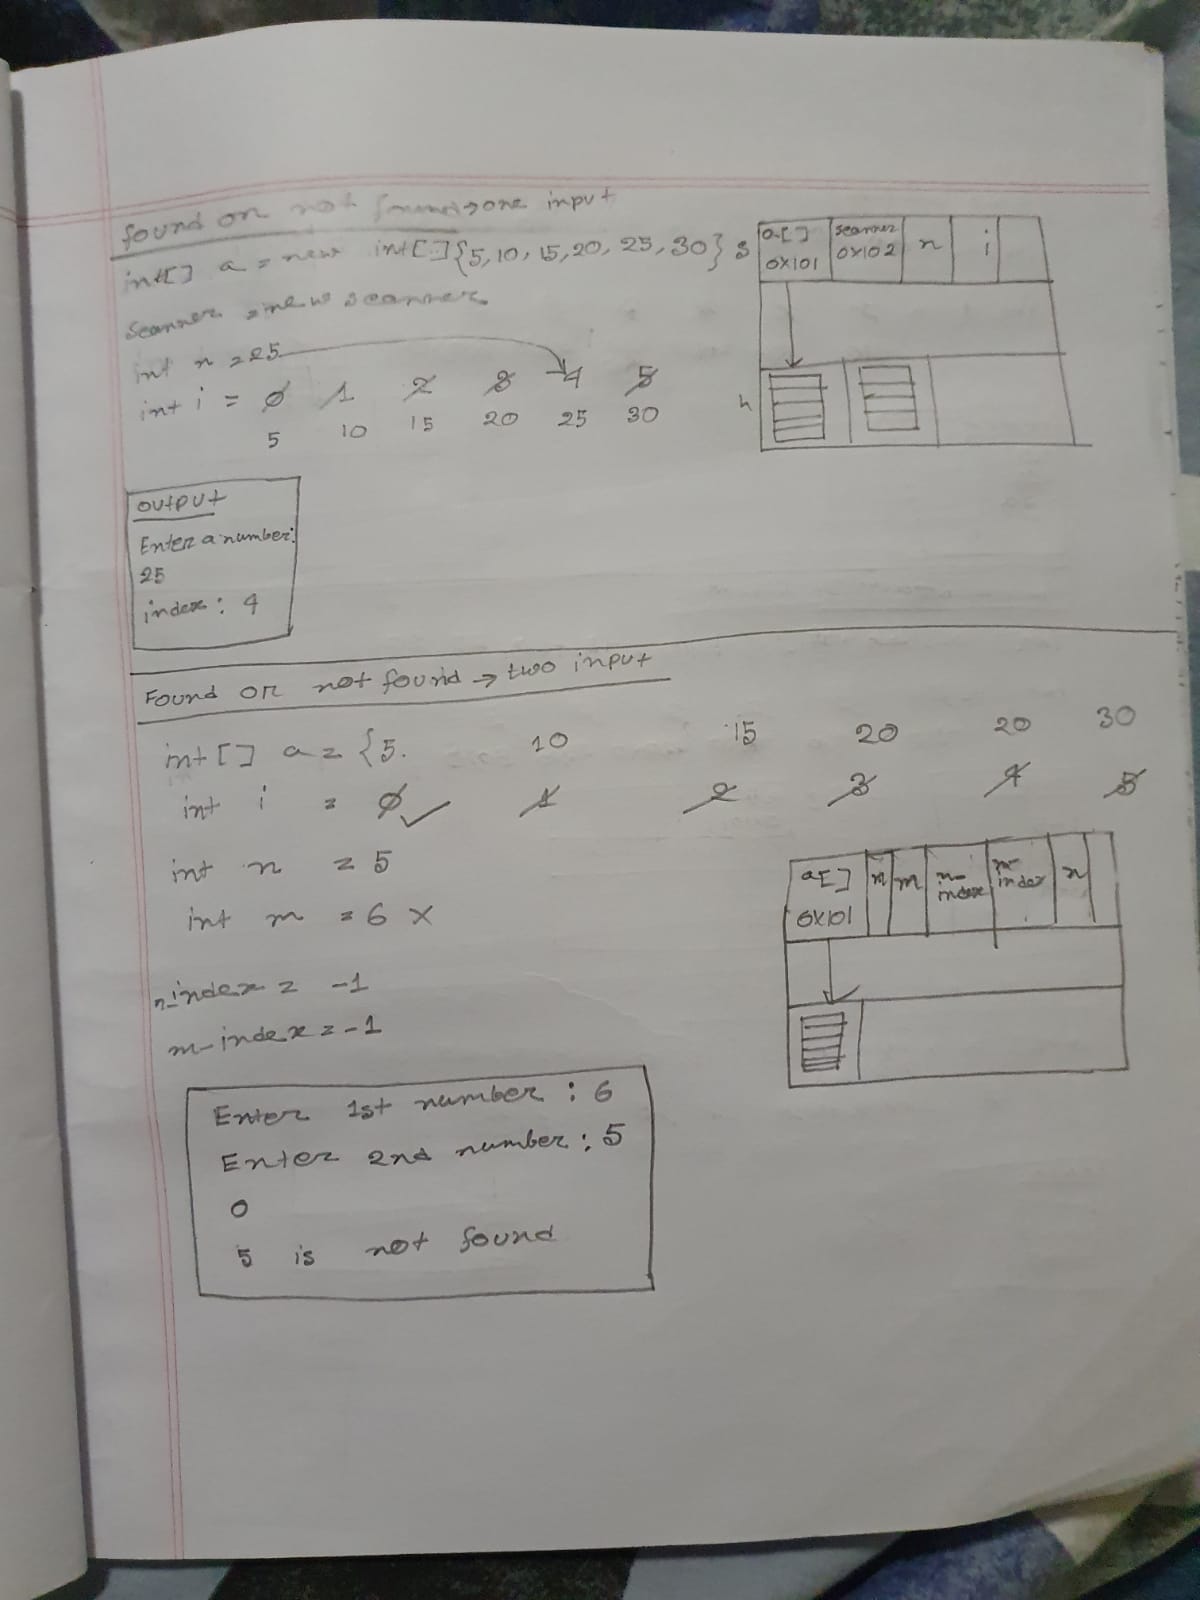 found or not found → one input
int[] a = new int[]{5, 10, 15, 20, 25, 30};
Scanner = new scanner
int n = 25
int i = 0 1 2 3 4 5
5 10 15 20 25 30
a[] scanner n i
0x101 0x102
h
output
Enter a number:
25
index: 4
Found or not found → two input
int[] a = {5. 10 15 20 20 30
int i = 0 1 2 3 4 5
int n = 5
int m = 6 X
n_index = -1
m-index = -1
a[] n m n-index m-index n
0x101
Enter 1st number : 6
Enter 2nd number : 5
0
5 is not found